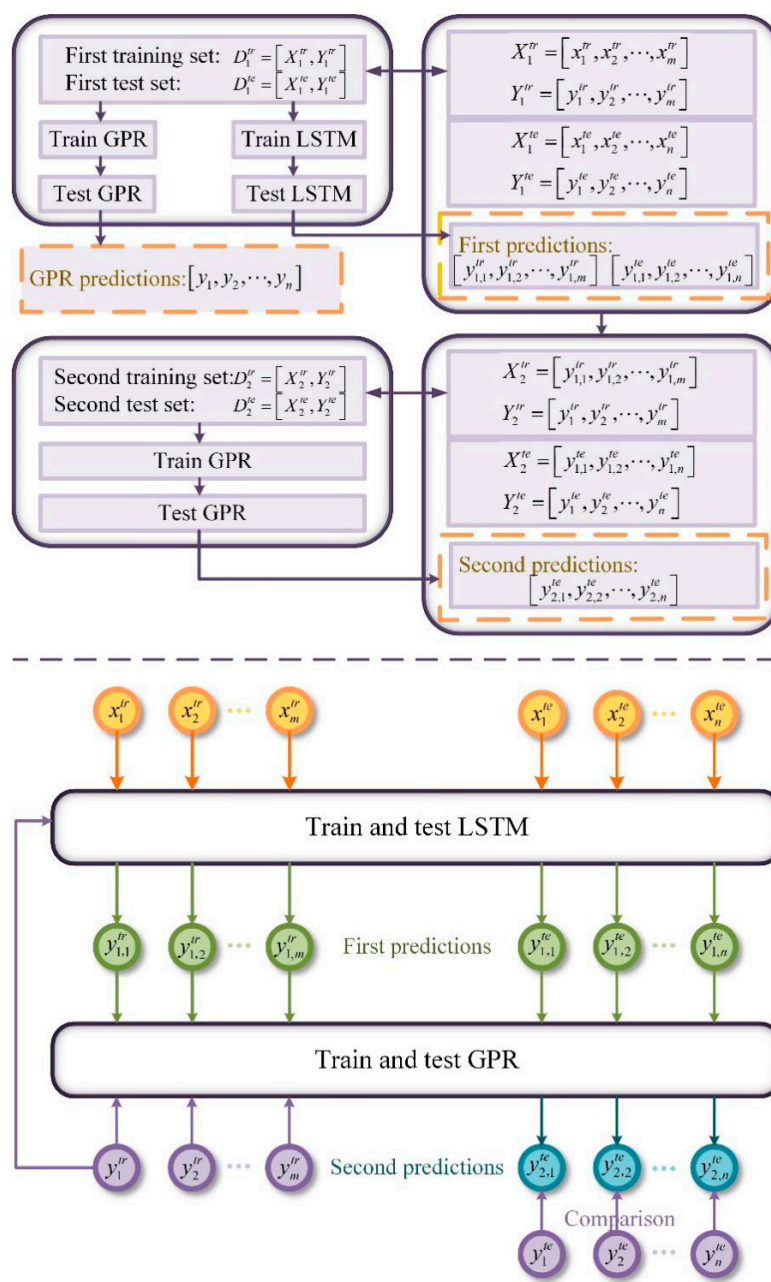 First training set: D_1^{tr} = [X_1^{tr}, Y_1^{tr}]
First test set: D_1^{te} = [X_1^{te}, Y_1^{te}]
Train GPR
Train LSTM
Test GPR
Test LSTM
GPR predictions: [y_1, y_2, ⋯, y_n]
X_1^{tr} = [x_1^{tr}, x_2^{tr}, ⋯, x_m^{tr}]
Y_1^{tr} = [y_1^{tr}, y_2^{tr}, ⋯, y_m^{tr}]
X_1^{te} = [x_1^{te}, x_2^{te}, ⋯, x_n^{te}]
Y_1^{te} = [y_1^{te}, y_2^{te}, ⋯, y_n^{te}]
First predictions:
[y_{1,1}^{tr}, y_{1,2}^{tr}, ⋯, y_{1,m}^{tr}] [y_{1,1}^{te}, y_{1,2}^{te}, ⋯, y_{1,n}^{te}]
Second training set: D_2^{tr} = [X_2^{tr}, Y_2^{tr}]
Second test set: D_2^{te} = [X_2^{te}, Y_2^{te}]
Train GPR
Test GPR
X_2^{tr} = [y_{1,1}^{tr}, y_{1,2}^{tr}, ⋯, y_{1,m}^{tr}]
Y_2^{tr} = [y_1^{tr}, y_2^{tr}, ⋯, y_m^{tr}]
X_2^{te} = [y_{1,1}^{te}, y_{1,2}^{te}, ⋯, y_{1,n}^{te}]
Y_2^{te} = [y_1^{te}, y_2^{te}, ⋯, y_n^{te}]
Second predictions:
[y_{2,1}^{te}, y_{2,2}^{te}, ⋯, y_{2,n}^{te}]
x_1^{tr} x_2^{tr} ⋯ x_m^{tr} x_1^{te} x_2^{te} ⋯ x_n^{te}
Train and test LSTM
y_{1,1}^{tr} y_{1,2}^{tr} ⋯ y_{1,m}^{tr} First predictions y_{1,1}^{te} y_{1,2}^{te} ⋯ y_{1,n}^{te}
Train and test GPR
y_1^{tr} y_2^{tr} ⋯ y_m^{tr} Second predictions y_{2,1}^{te} y_{2,2}^{te} ⋯ y_{2,n}^{te}
Comparison
y_1^{te} y_2^{te} ⋯ y_n^{te}